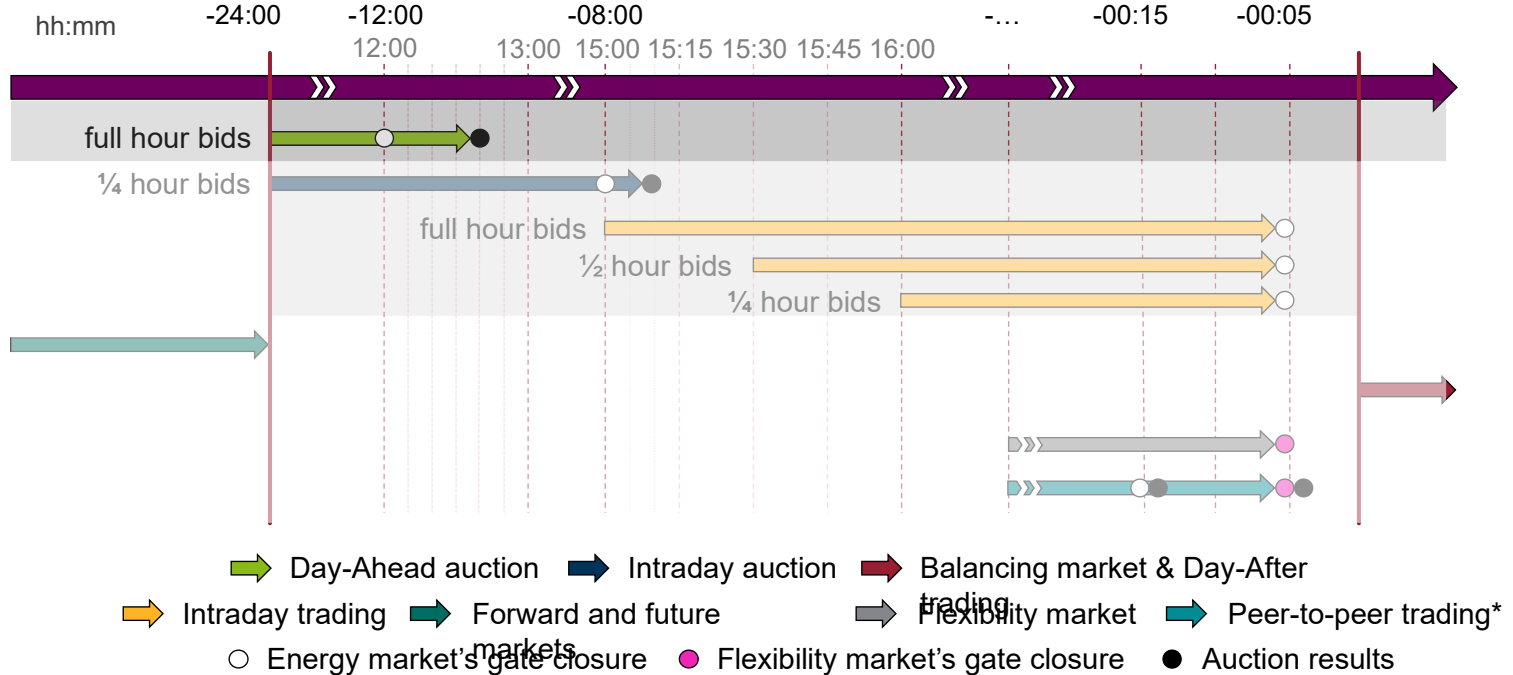 hh:mm -24:00 -12:00 -08:00 -… -00:15 -00:05
12:00 13:00 15:00 15:15 15:30 15:45 16:00
full hour bids
¼ hour bids
full hour bids
½ hour bids
¼ hour bids
Day-Ahead auction Intraday auction Balancing market & Day-After
trading
Intraday trading Forward and future
markets
Flexibility market Peer-to-peer trading*
Energy market’s gate closure Flexibility market’s gate closure Auction results